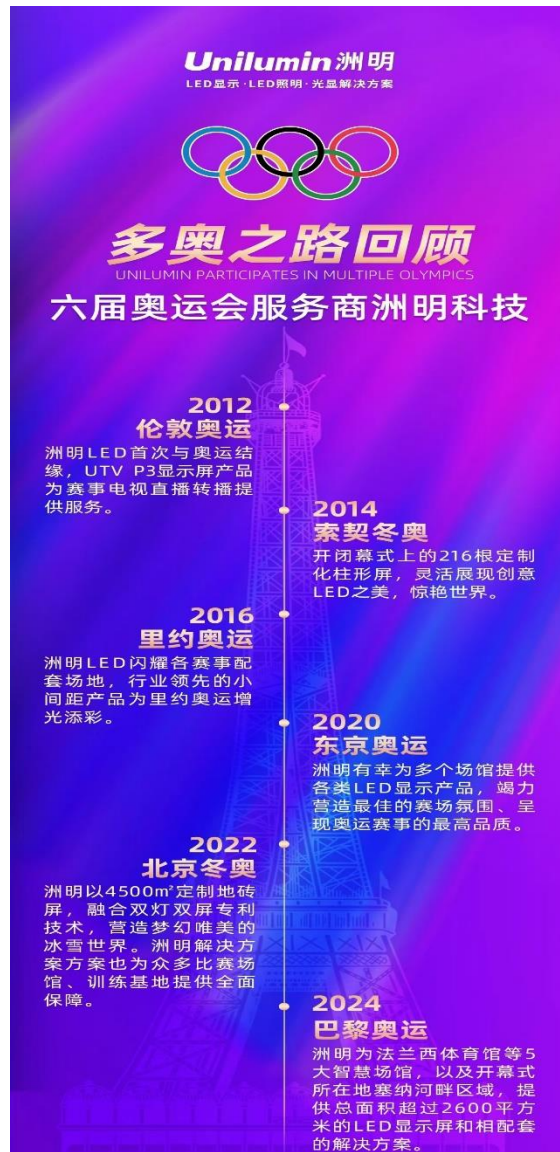 Unilumin洲明
LED显示·LED照明·光显解决方案
多奥之路回顾
UNILUMIN PARTICIPATES IN MULTIPLE OLYMPICS
六届奥运会服务商洲明科技
2012
伦敦奥运
洲明LED首次与奥运结
缘，UTV P3显示屏产品
为赛事电视直播转播提
供服务。
2014
索契冬奥
开闭幕式上的216根定制
化柱形屏，灵活展现创意
LED之美，惊艳世界。
2016
里约奥运
洲明LED闪耀各赛事配
套场地，行业领先的小
间距产品为里约奥运增
光添彩。
2020
东京奥运
洲明有幸为多个场馆提供
各类LED显示产品，竭力
营造最佳的赛场氛围、呈
现奥运赛事的最高品质。
2022
北京冬奥
洲明以4500㎡定制地砖
屏，融合双灯双屏专利
技术，营造梦幻唯美的
冰雪世界。洲明解决方
案方案也为众多比赛场
馆、训练基地提供全面
保障。
2024
巴黎奥运
洲明为法兰西体育馆等5
大智慧场馆，以及开幕式
所在地塞纳河畔区域，提
供总面积超过2600平方
米的LED显示屏和相配套
的解决方案。